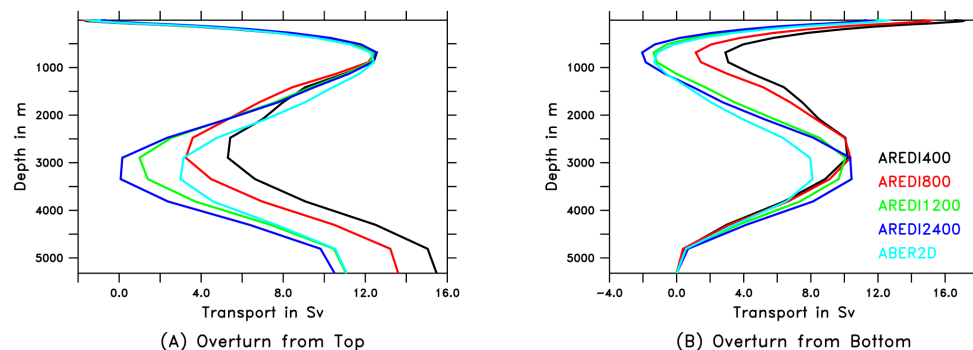 1000
2000
3000
4000
5000
Depth in m
0.0 4.0 8.0 12.0 16.0
Transport in Sv
(A) Overturn from Top
1000
2000
3000
4000
5000
Depth in m
-4.0 0.0 4.0 8.0 12.0 16.0
Transport in Sv
(B) Overturn from Bottom
AREDI400
AREDI800
AREDI1200
AREDI2400
ABER2D